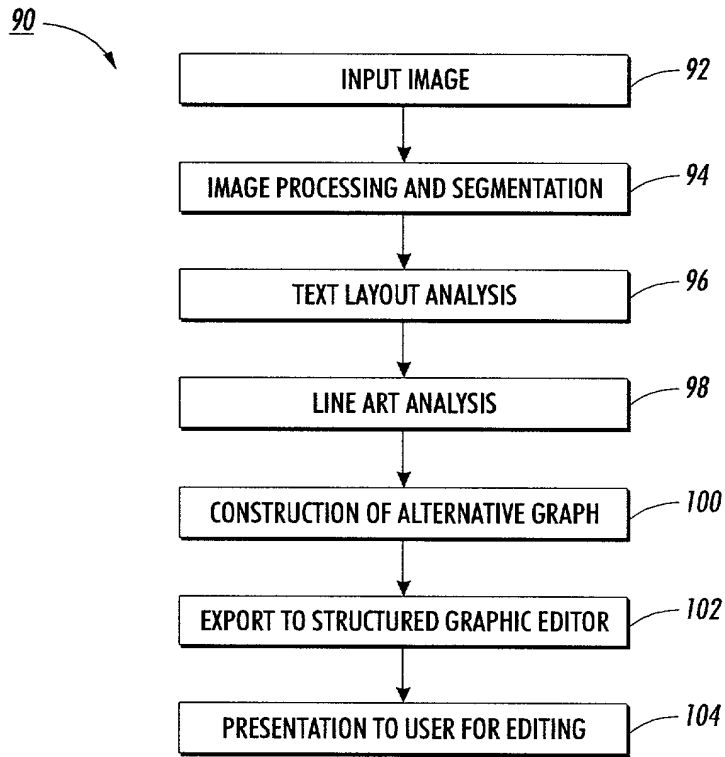 90
INPUT IMAGE 92
IMAGE PROCESSING AND SEGMENTATION 94
TEXT LAYOUT ANALYSIS 96
LINE ART ANALYSIS 98
CONSTRUCTION OF ALTERNATIVE GRAPH 100
EXPORT TO STRUCTURED GRAPHIC EDITOR 102
PRESENTATION TO USER FOR EDITING 104